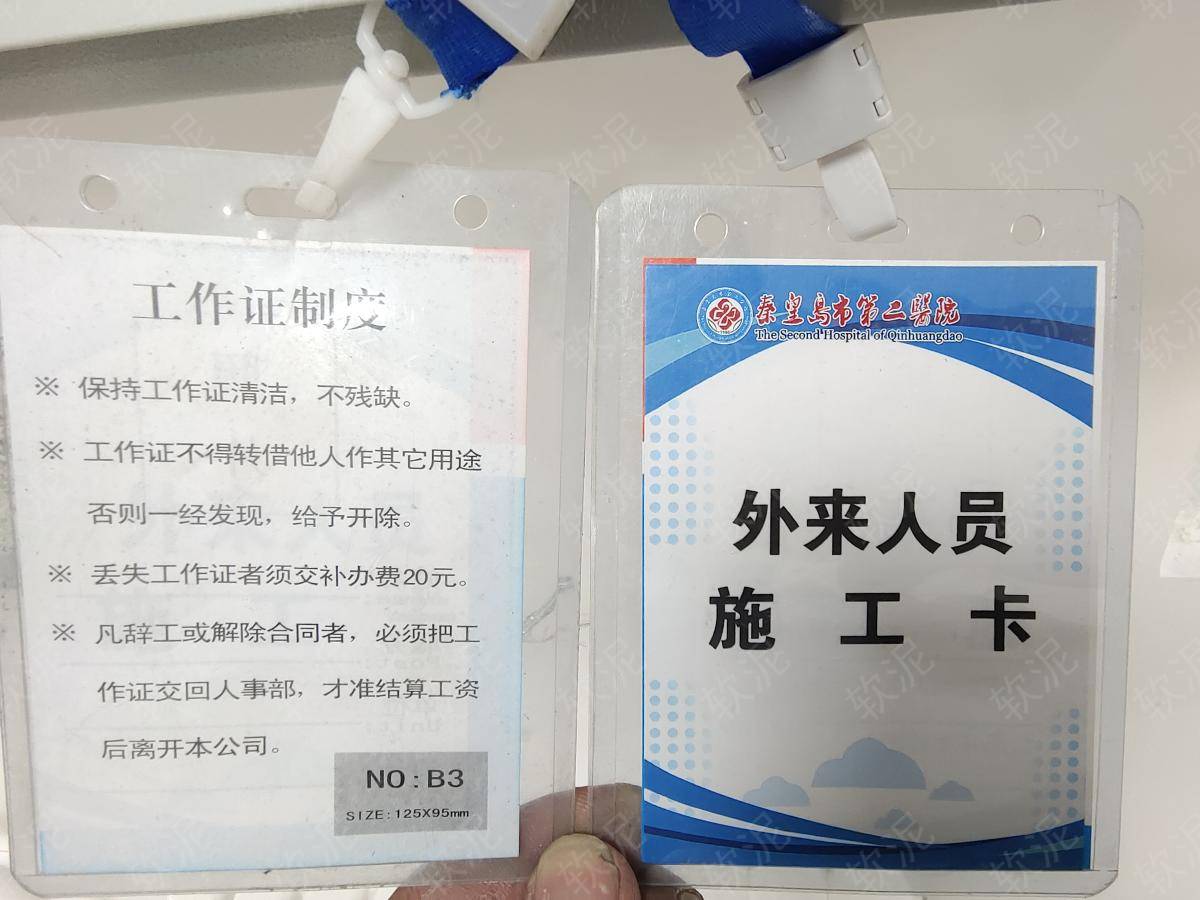 工作证制度
※ 保持工作证清洁，不残缺。
※ 工作证不得转借他人作其它用途
否则一经发现，给予开除。
※ 丢失工作证者须交补办费20元。
※ 凡辞工或解除合同者，必须把工
作证交回人事部，才准结算工资
后离开本公司。
NO:B3
SIZE:125X95mm
秦皇岛市第二醫院
The Second Hospital of Qinhuangdao
外来人员
施工卡
软泥